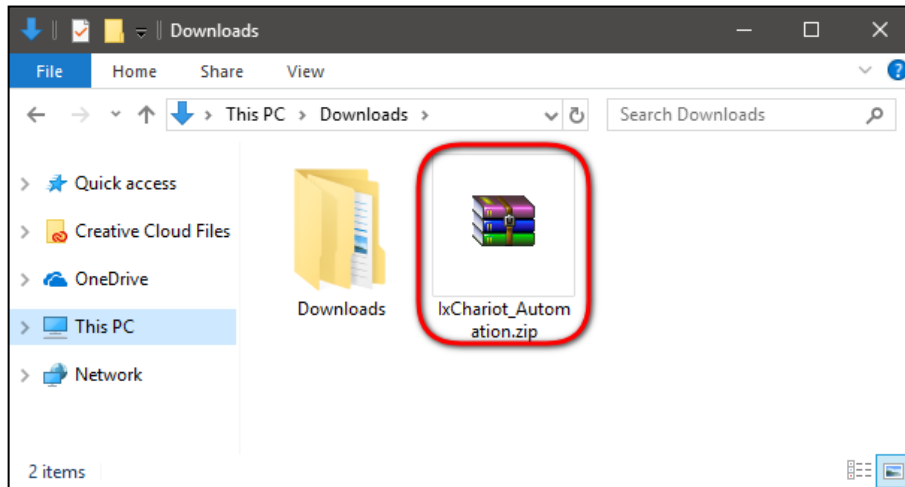 Downloads
File Home Share View
This PC > Downloads >
Search Downloads
Quick access
Creative Cloud Files
OneDrive
This PC
Network
Downloads
IxChariot_Autom
ation.zip
2 items